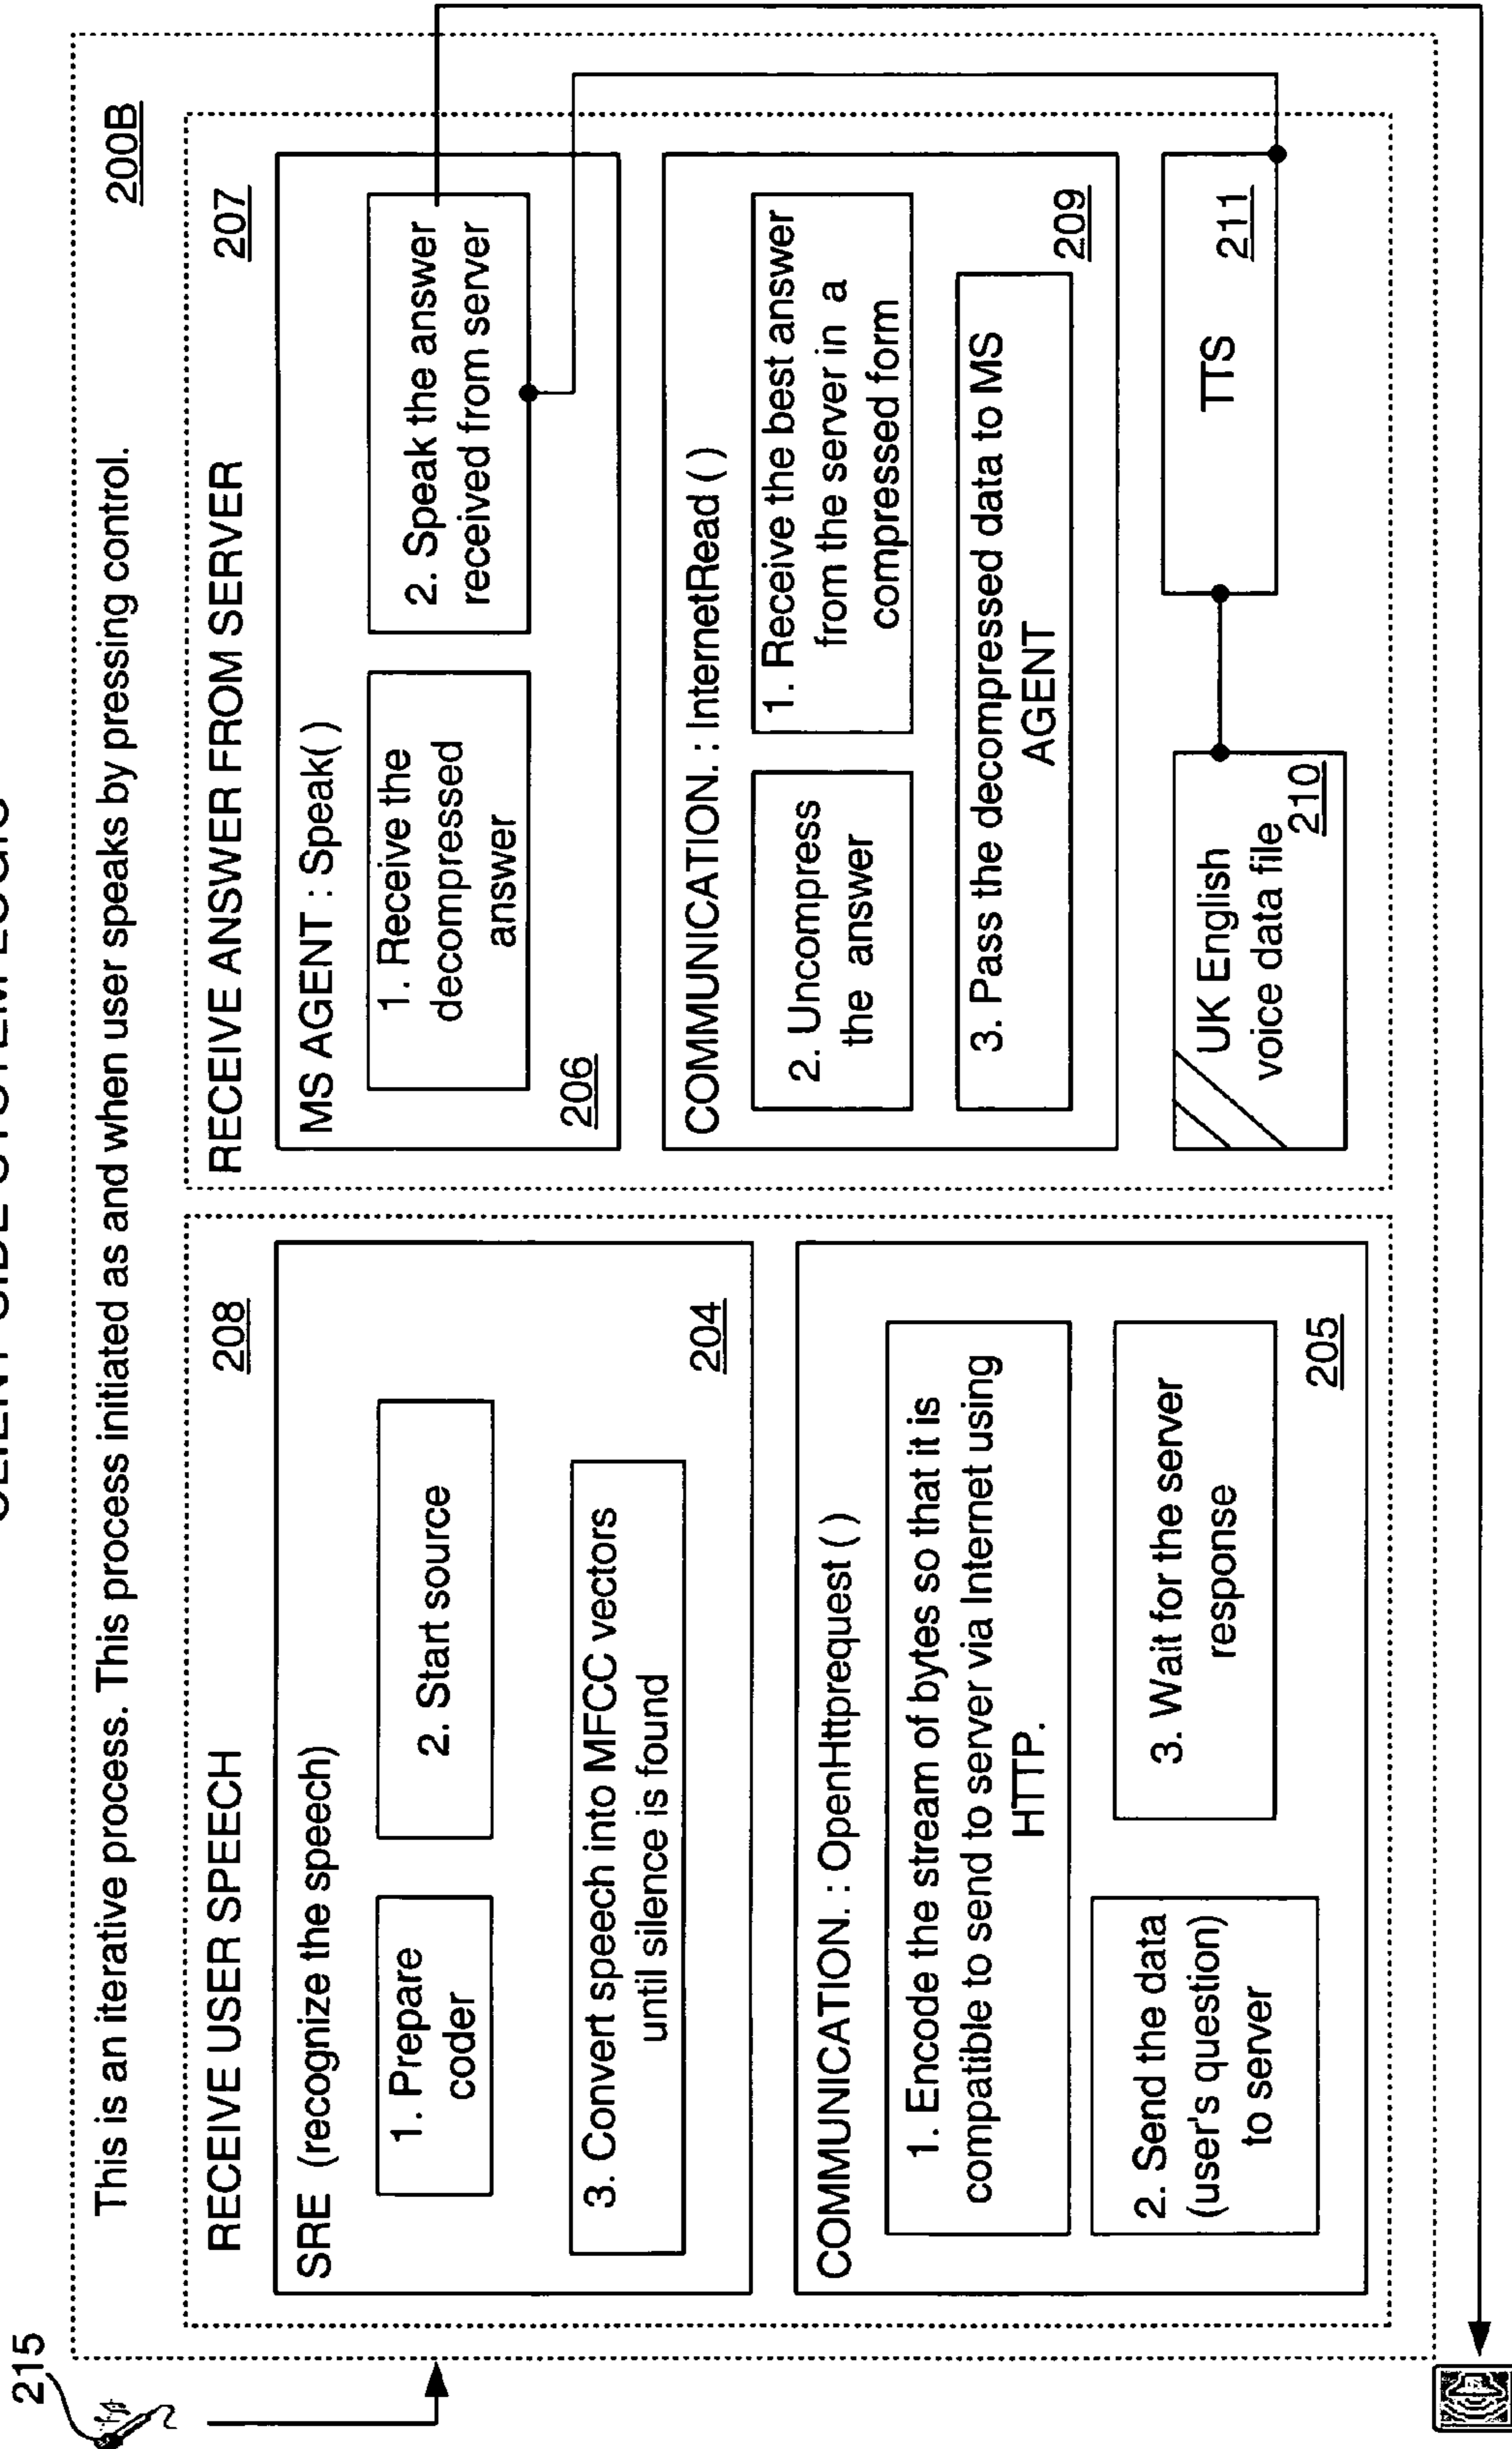 CLIENT SIDE SYSTEM LOGIC
215
This is an iterative process. This process initiated as and when user speaks by pressing control.
200B
RECEIVE USER SPEECH
208
SRE (recognize the speech)
1. Prepare
coder
2. Start source
3. Convert speech into MFCC vectors
until silence is found
204
COMMUNICATION. : OpenHttprequest ( )
1. Encode the stream of bytes so that it is
compatible to send to server via Internet using
HTTP.
2. Send the data
(user's question)
to server
3. Wait for the server
response
205
RECEIVE ANSWER FROM SERVER
207
MS AGENT : Speak( )
1. Receive the
decompressed
answer
2. Speak the answer
received from server
206
COMMUNICATION. : InternetRead ( )
2. Uncompress
the answer
1. Receive the best answer
from the server in a
compressed form
3. Pass the decompressed data to MS
AGENT
209
UK English
voice data file
210
TTS
211